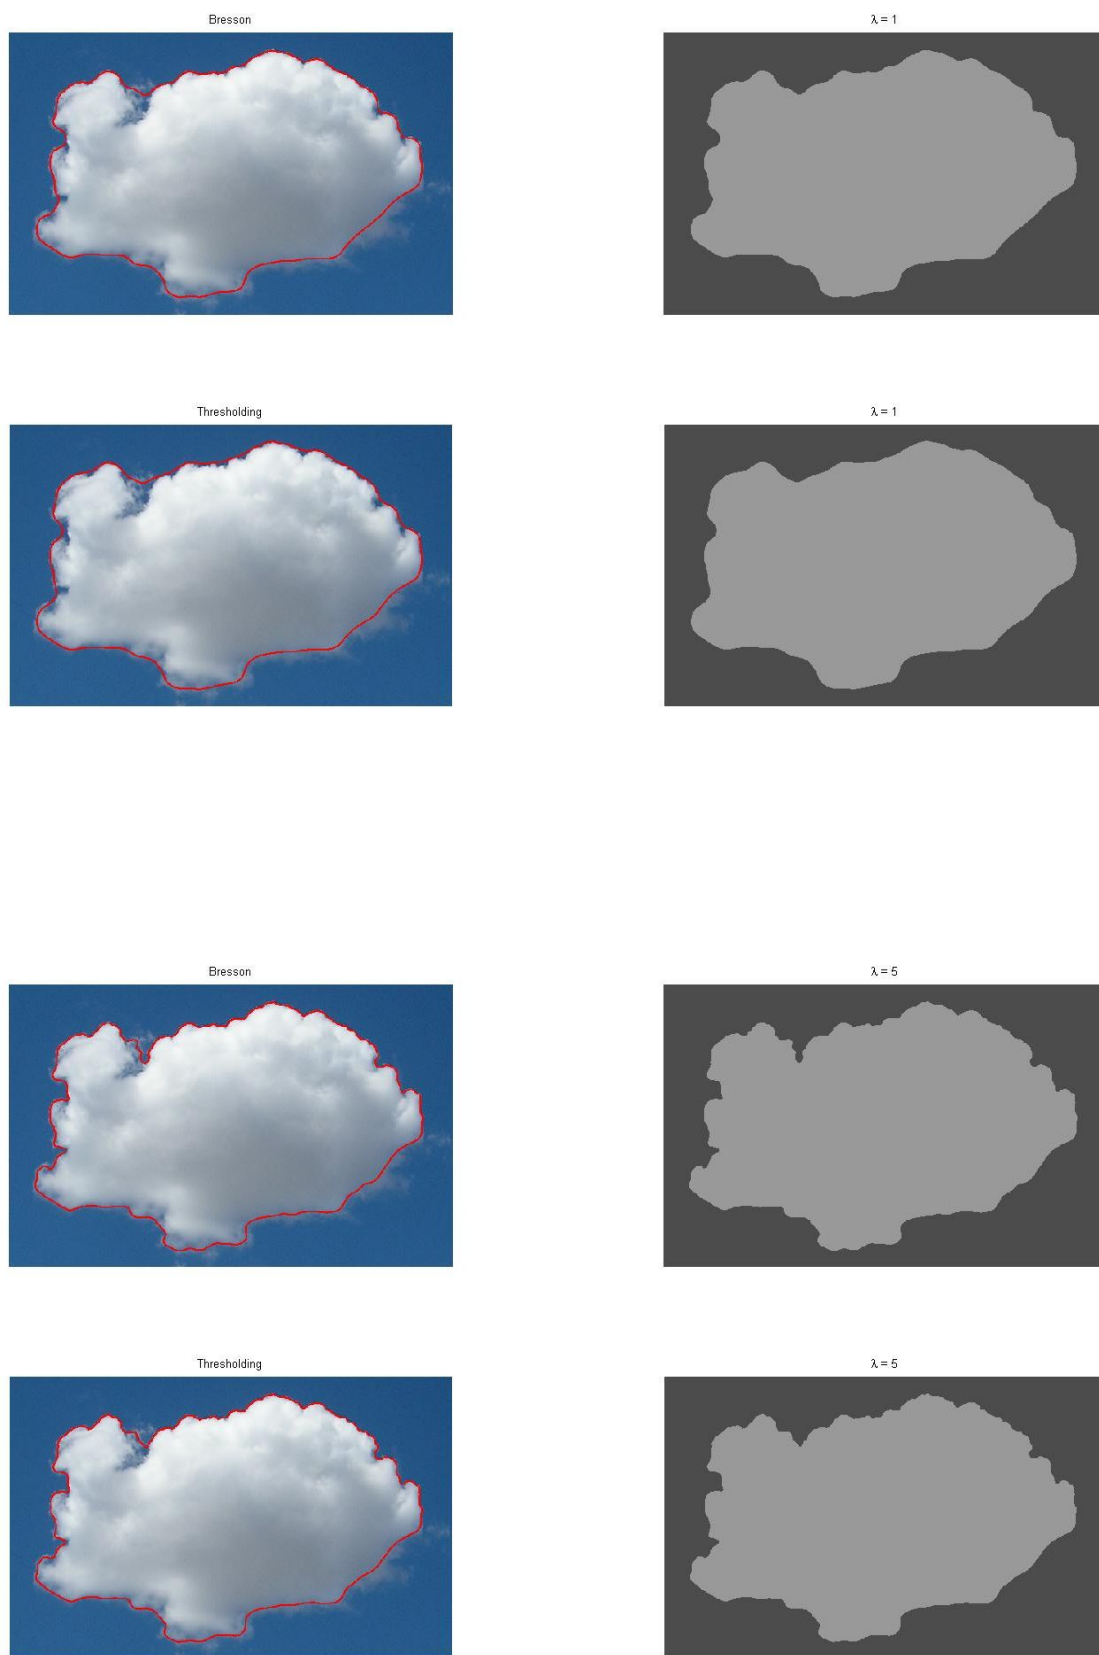 Bresson
λ = 1
Thresholding
λ = 1
Bresson
λ = 5
Thresholding
λ = 5